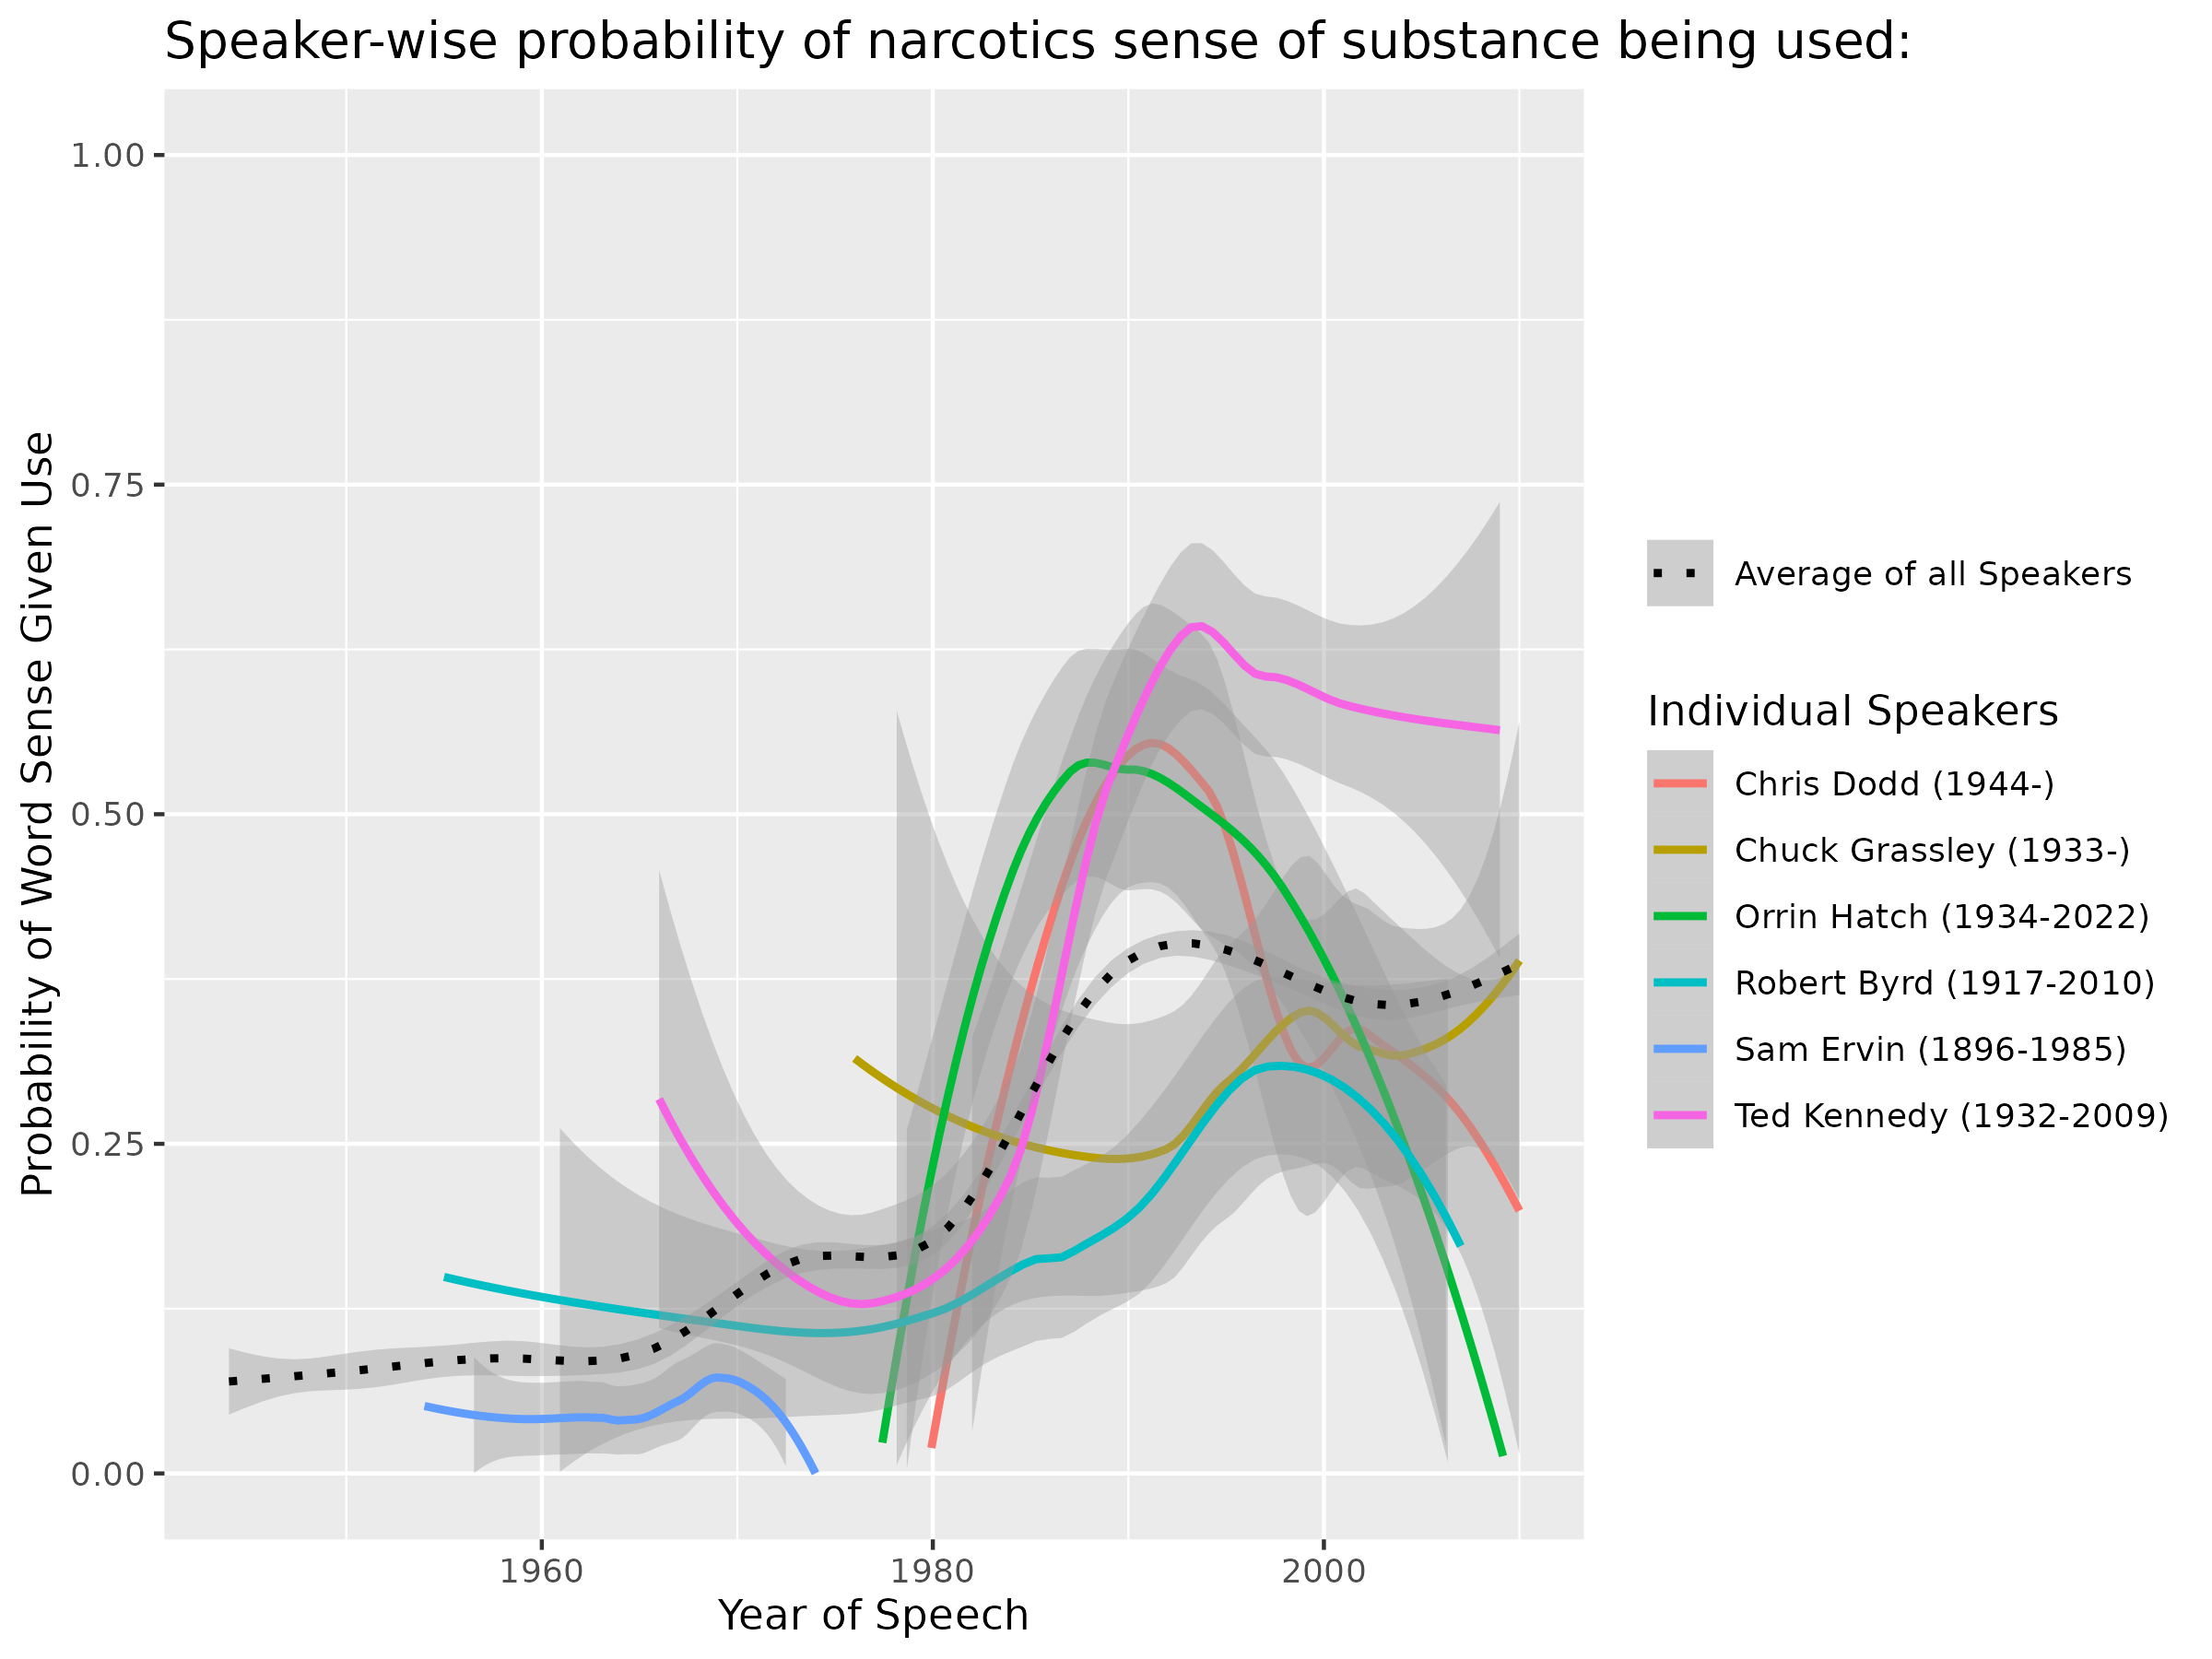 Speaker-wise probability of narcotics sense of substance being used:
Probability of Word Sense Given Use
1.00
0.75
0.50
0.25
0.00
1960
1980
2000
Year of Speech
Average of all Speakers
Individual Speakers
Chris Dodd (1944-)
Chuck Grassley (1933-)
Orrin Hatch (1934-2022)
Robert Byrd (1917-2010)
Sam Ervin (1896-1985)
Ted Kennedy (1932-2009)